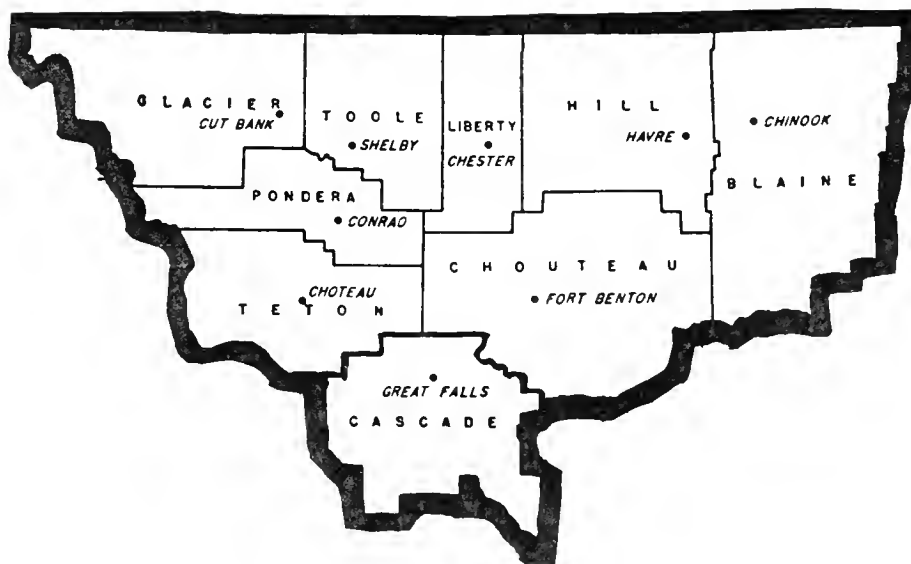 GLACIER
CUT BANK
TOOLE
SHELBY
LIBERTY
CHESTER
HILL
HAVRE
CHINOOK
BLAINE
PONDERA
CONRAD
CHOTEAU
TETON
CHOUTEAU
FORT BENTON
GREAT FALLS
CASCADE